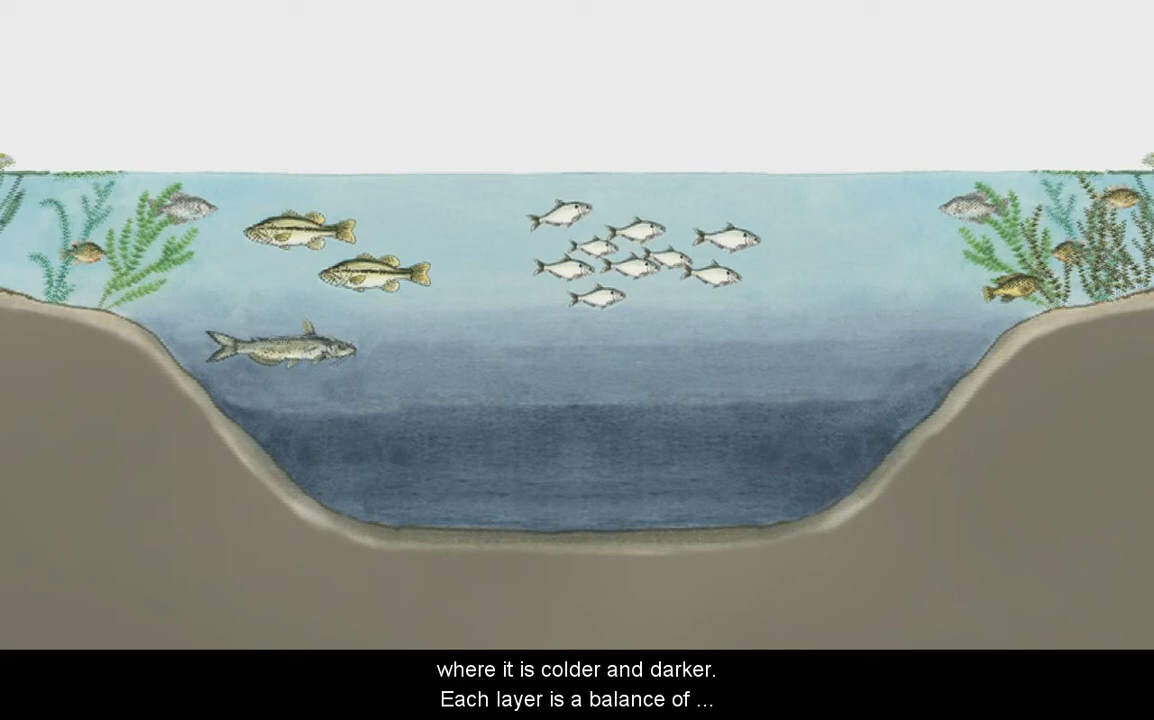 where it is colder and darker.
Each layer is a balance of ...